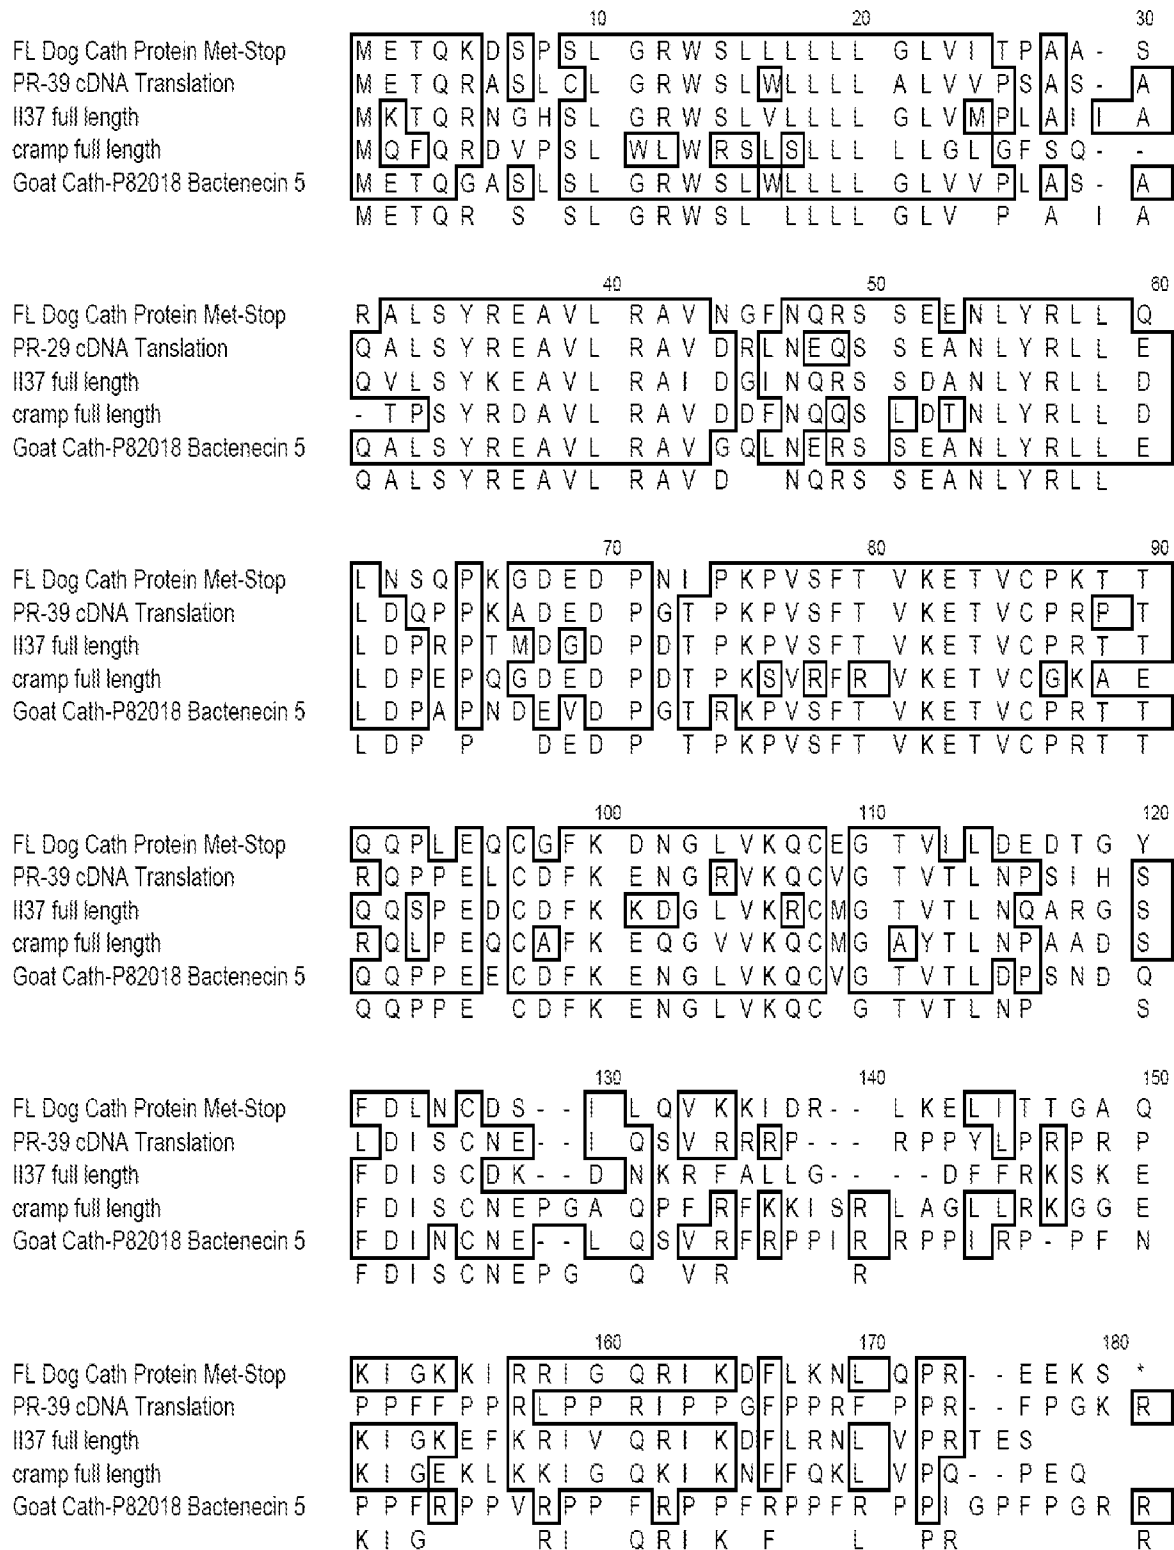 10 20 30
FL Dog Cath Protein Met-Stop M E T Q K D S P S L G R W S L L L L L L G L V I T P A A - S
PR-39 cDNA Translation M E T Q R A S L C L G R W S L W L L L L A L V V P S A S - A
II37 full length M K T Q R N G H S L G R W S L V L L L L G L V M P L A I I A
cramp full length M Q F Q R D V P S L W L W R S L S L L L L L G L G F S Q - -
Goat Cath-P82018 Bactenecin 5 M E T Q G A S L S L G R W S L W L L L L G L V V P L A S - A
M E T Q R S S L G R W S L L L L L G L V P A I A
40 50 60
FL Dog Cath Protein Met-Stop R A L S Y R E A V L R A V N G F N Q R S S E E N L Y R L L Q
PR-29 cDNA Tanslation Q A L S Y R E A V L R A V D R L N E Q S S E A N L Y R L L E
II37 full length Q V L S Y K E A V L R A I D G I N Q R S S D A N L Y R L L D
cramp full length - T P S Y R D A V L R A V D D F N Q Q S L D T N L Y R L L D
Goat Cath-P82018 Bactenecin 5 Q A L S Y R E A V L R A V G Q L N E R S S E A N L Y R L L E
Q A L S Y R E A V L R A V D N Q R S S E A N L Y R L L
70 80 90
FL Dog Cath Protein Met-Stop L N S Q P K G D E D P N I P K P V S F T V K E T V C P K T T
PR-39 cDNA Translation L D Q P P K A D E D P G T P K P V S F T V K E T V C P R P T
II37 full length L D P R P T M D G D P D T P K P V S F T V K E T V C P R T T
cramp full length L D P E P Q G D E D P D T P K S V R F R V K E T V C G K A E
Goat Cath-P82018 Bactenecin 5 L D P A P N D E V D P G T R K P V S F T V K E T V C P R T T
L D P P D E D P T P K P V S F T V K E T V C P R T T
100 110 120
FL Dog Cath Protein Met-Stop Q Q P L E Q C G F K D N G L V K Q C E G T V I L D E D T G Y
PR-39 cDNA Translation R Q P P E L C D F K E N G R V K Q C V G T V T L N P S I H S
II37 full length Q Q S P E D C D F K K D G L V K R C M G T V T L N Q A R G S
cramp full length R Q L P E Q C A F K E Q G V V K Q C M G A Y T L N P A A D S
Goat Cath-P82018 Bactenecin 5 Q Q P P E E C D F K E N G L V K Q C V G T V T L D P S N D Q
Q Q P P E C D F K E N G L V K Q C G T V T L N P S
130 140 150
FL Dog Cath Protein Met-Stop F D L N C D S - - I L Q V K K I D R - - L K E L I T T G A Q
PR-39 cDNA Translation L D I S C N E - - I Q S V R R R P - - - R P P Y L P R P R P
II37 full length F D I S C D K - - D N K R F A L L G - - - D F F R K S K E
cramp full length F D I S C N E P G A Q P F R F K K I S R L A G L L R K G G E
Goat Cath-P82018 Bactenecin 5 F D I N C N E - - L Q S V R F R P P I R R P P I R P - P F N
F D I S C N E P G Q V R R
160 170 180
FL Dog Cath Protein Met-Stop K I G K K I R R I G Q R I K D F L K N L Q P R - - E E K S *
PR-39 cDNA Translation P P F F P P R L P P R I P P G F P P R F P P R - - F P G K R
II37 full length K I G K E F K R I V Q R I K D F L R N L V P R T E S
cramp full length K I G E K L K K I G Q K I K N F F Q K L V P Q - - P E Q
Goat Cath-P82018 Bactenecin 5 P P F R P P V R P P F R P P F R P P F R P P I G P F P G R R
K I G R I Q R I K F L P R R